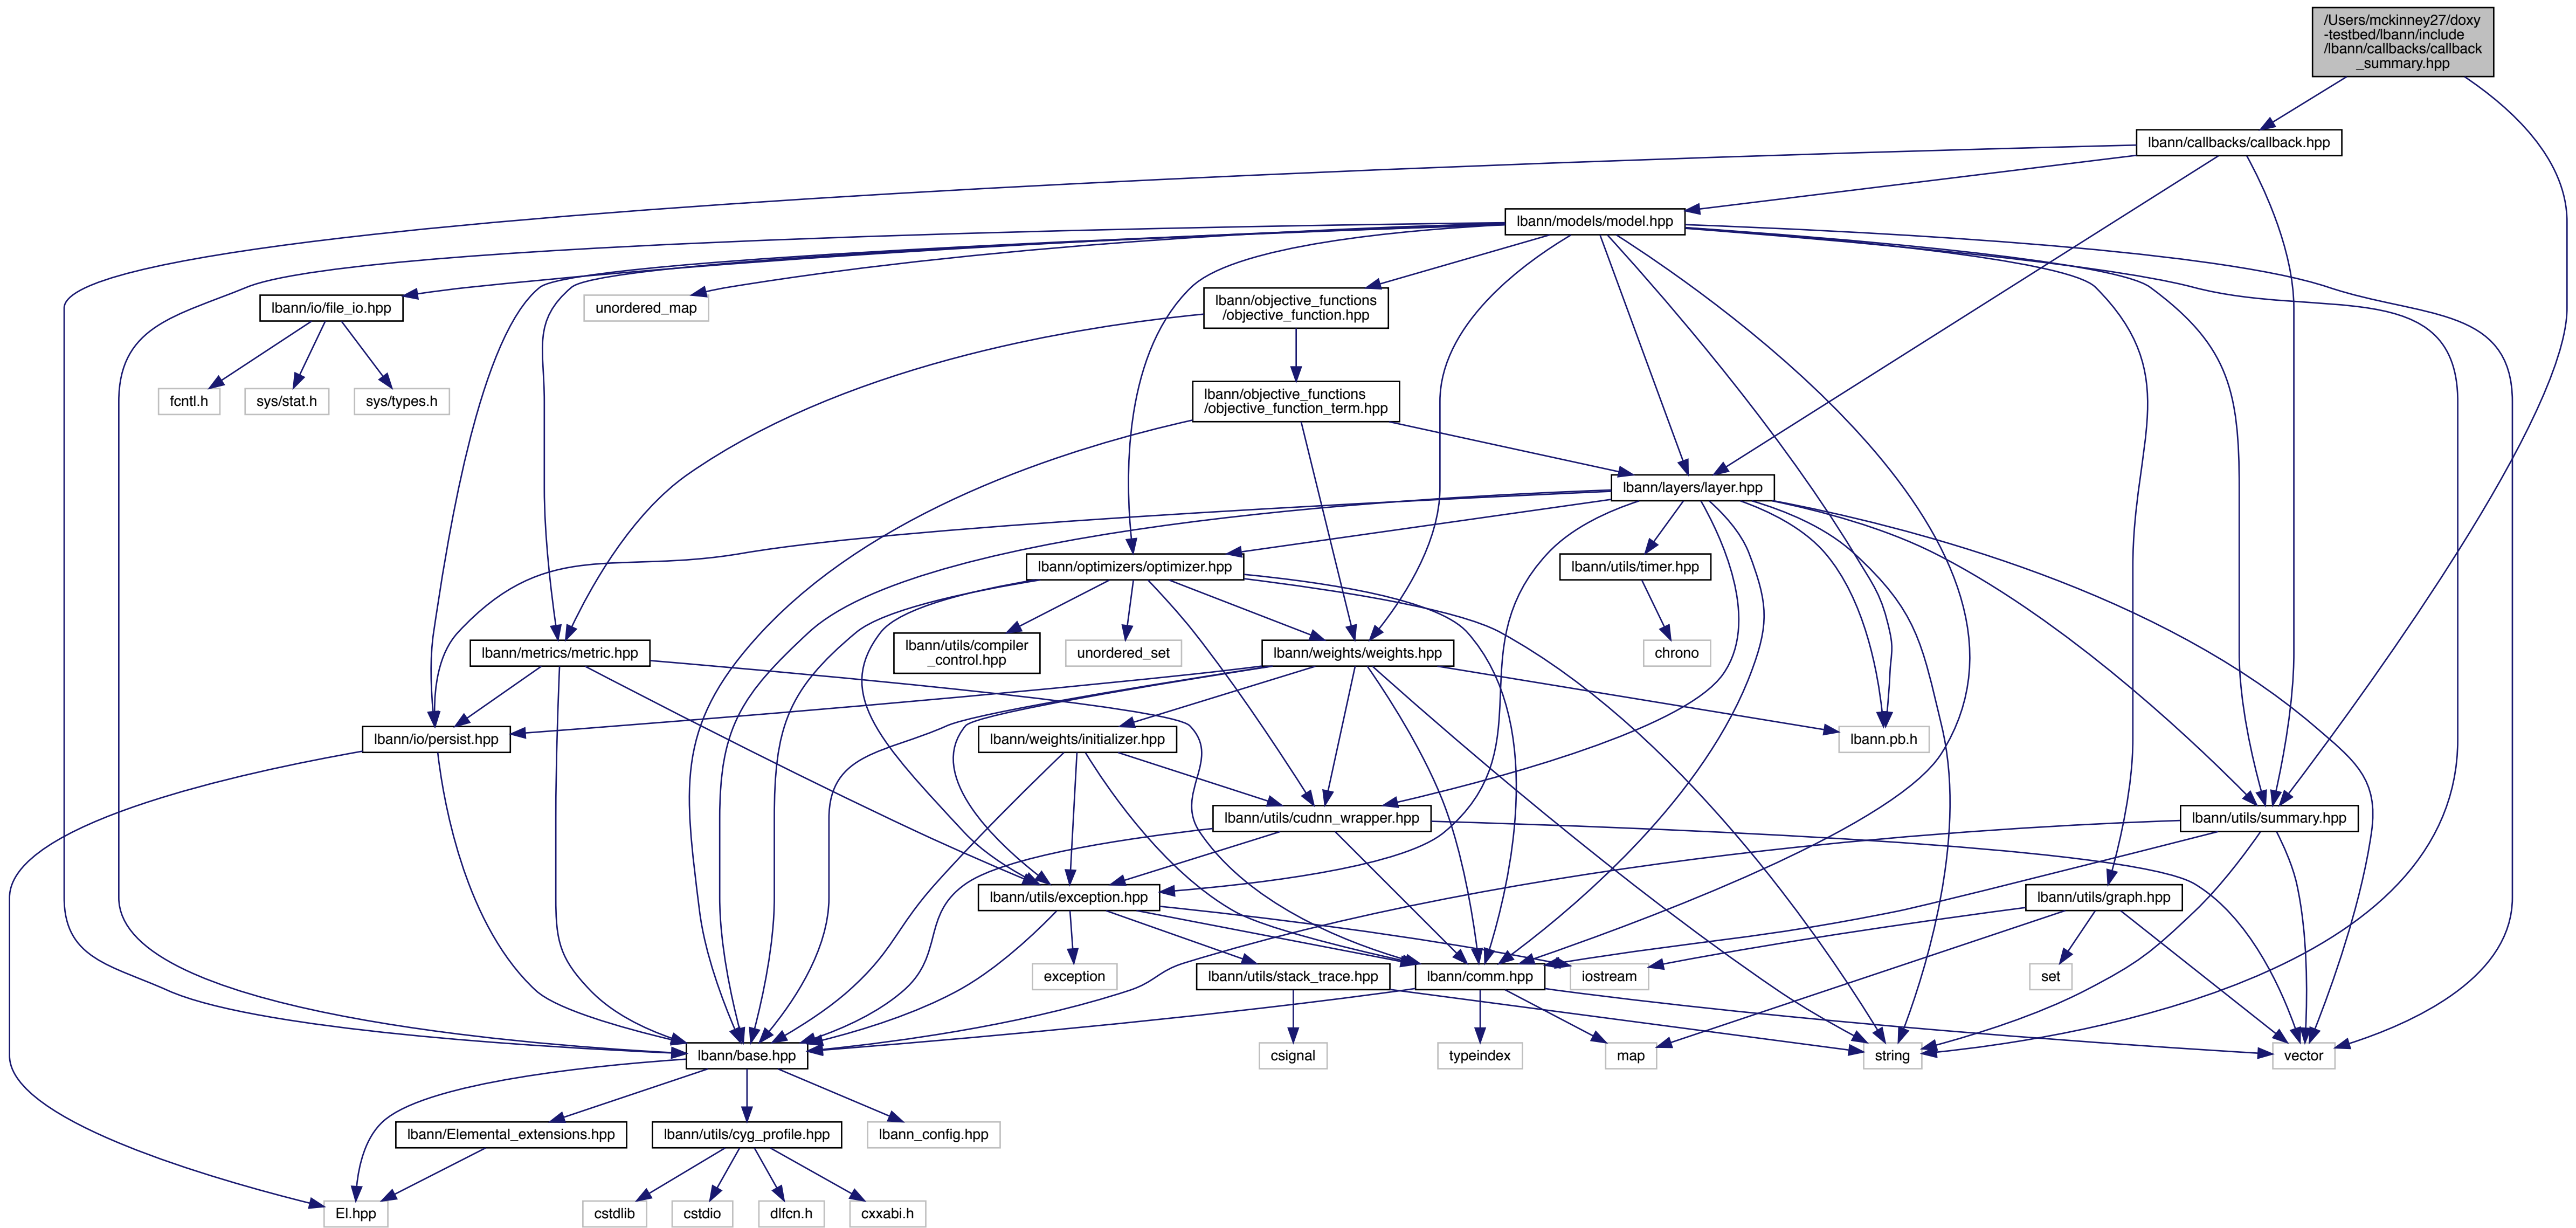 /Users/mckinney27/doxy
-testbed/lbann/include
/lbann/callbacks/callback
_summary.hpp
lbann/callbacks/callback.hpp
lbann/models/model.hpp
lbann/io/file_io.hpp
unordered_map
lbann/objective_functions
/objective_function.hpp
fcntl.h
sys/stat.h
sys/types.h
lbann/objective_functions
/objective_function_term.hpp
lbann/layers/layer.hpp
lbann/optimizers/optimizer.hpp
lbann/utils/timer.hpp
lbann/metrics/metric.hpp
lbann/utils/compiler
_control.hpp
unordered_set
lbann/weights/weights.hpp
chrono
lbann/io/persist.hpp
lbann/weights/initializer.hpp
lbann.pb.h
lbann/utils/cudnn_wrapper.hpp
lbann/utils/summary.hpp
lbann/utils/exception.hpp
lbann/utils/graph.hpp
exception
lbann/utils/stack_trace.hpp
lbann/comm.hpp
iostream
set
lbann/base.hpp
csignal
typeindex
map
string
vector
lbann/Elemental_extensions.hpp
lbann/utils/cyg_profile.hpp
lbann_config.hpp
El.hpp
cstdlib
cstdio
dlfcn.h
cxxabi.h